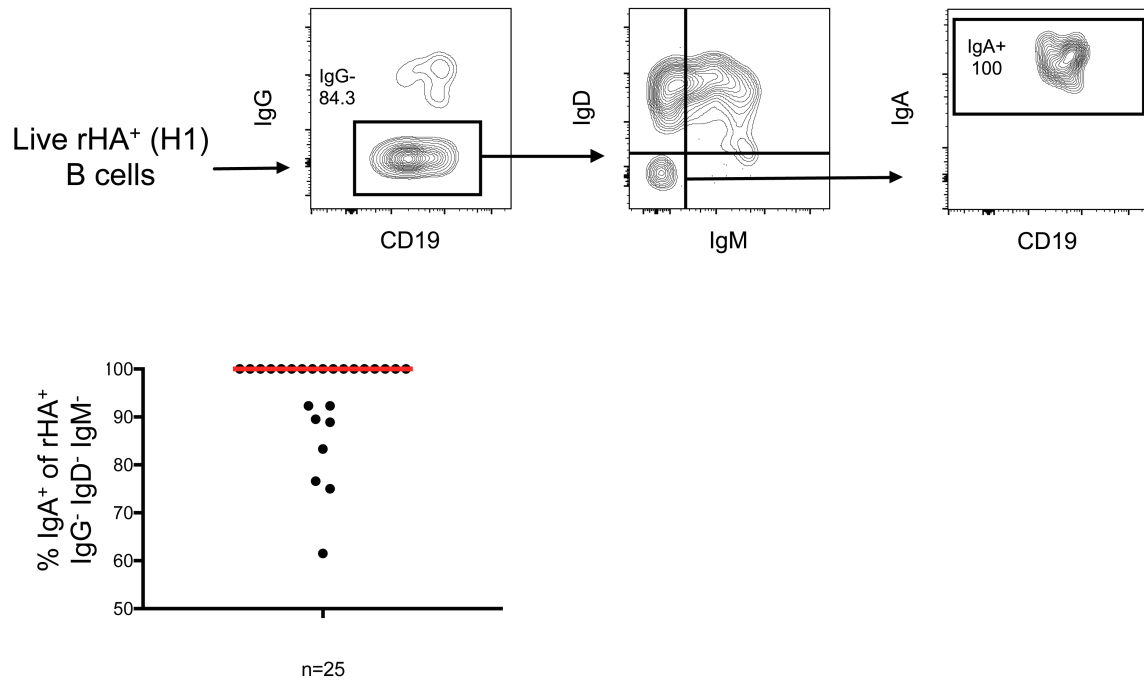 Live rHA⁺ (H1)
B cells
IgG
IgG-
84.3
CD19
IgD
IgM
IgA
IgA+
100
CD19
% IgA⁺ of rHA⁺
IgG⁻ IgD⁻ IgM⁻
100
90
80
70
60
50
n=25